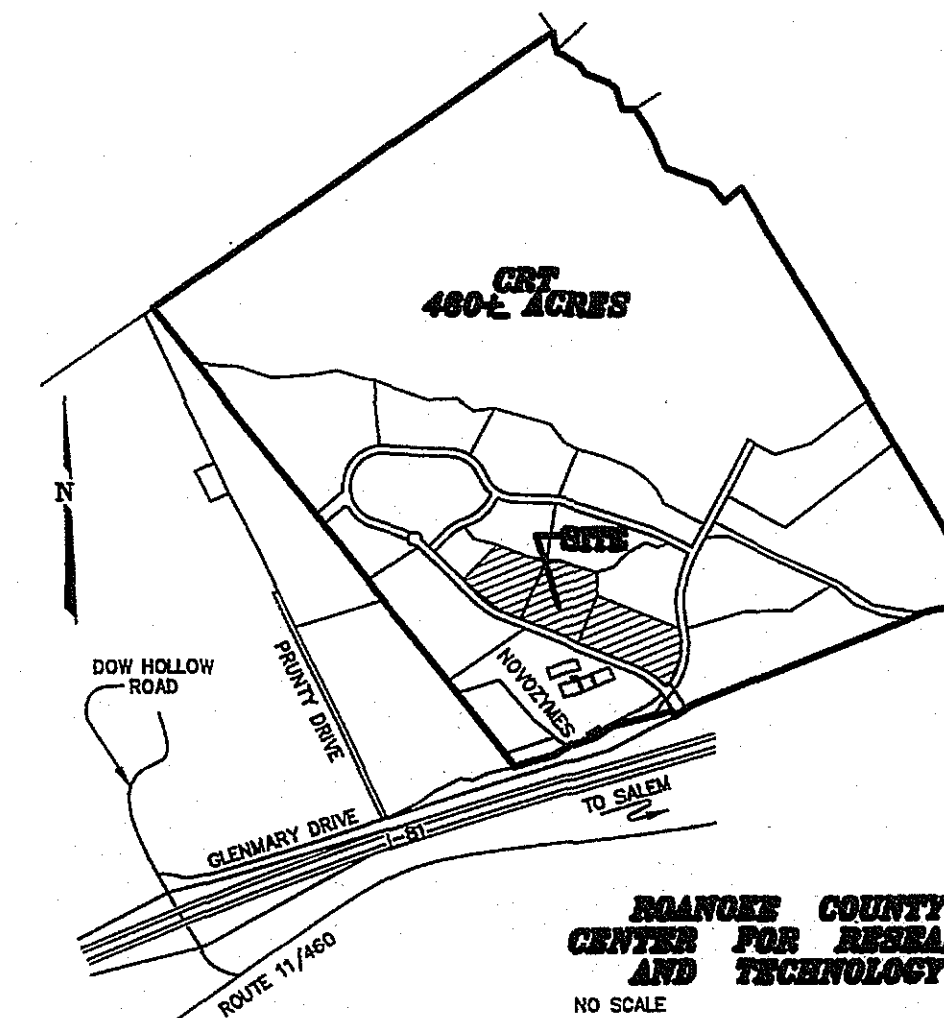 CRT
460± ACRES
N
SITE
DOW HOLLOW
ROAD
PRUNTY DRIVE
NOVOZYMES
GLENMARY DRIVE
I-81
TO SALEM
ROUTE 11/460
ROANOKE COUNTY
CENTER FOR RESEA
AND TECHNOLOGY
NO SCALE